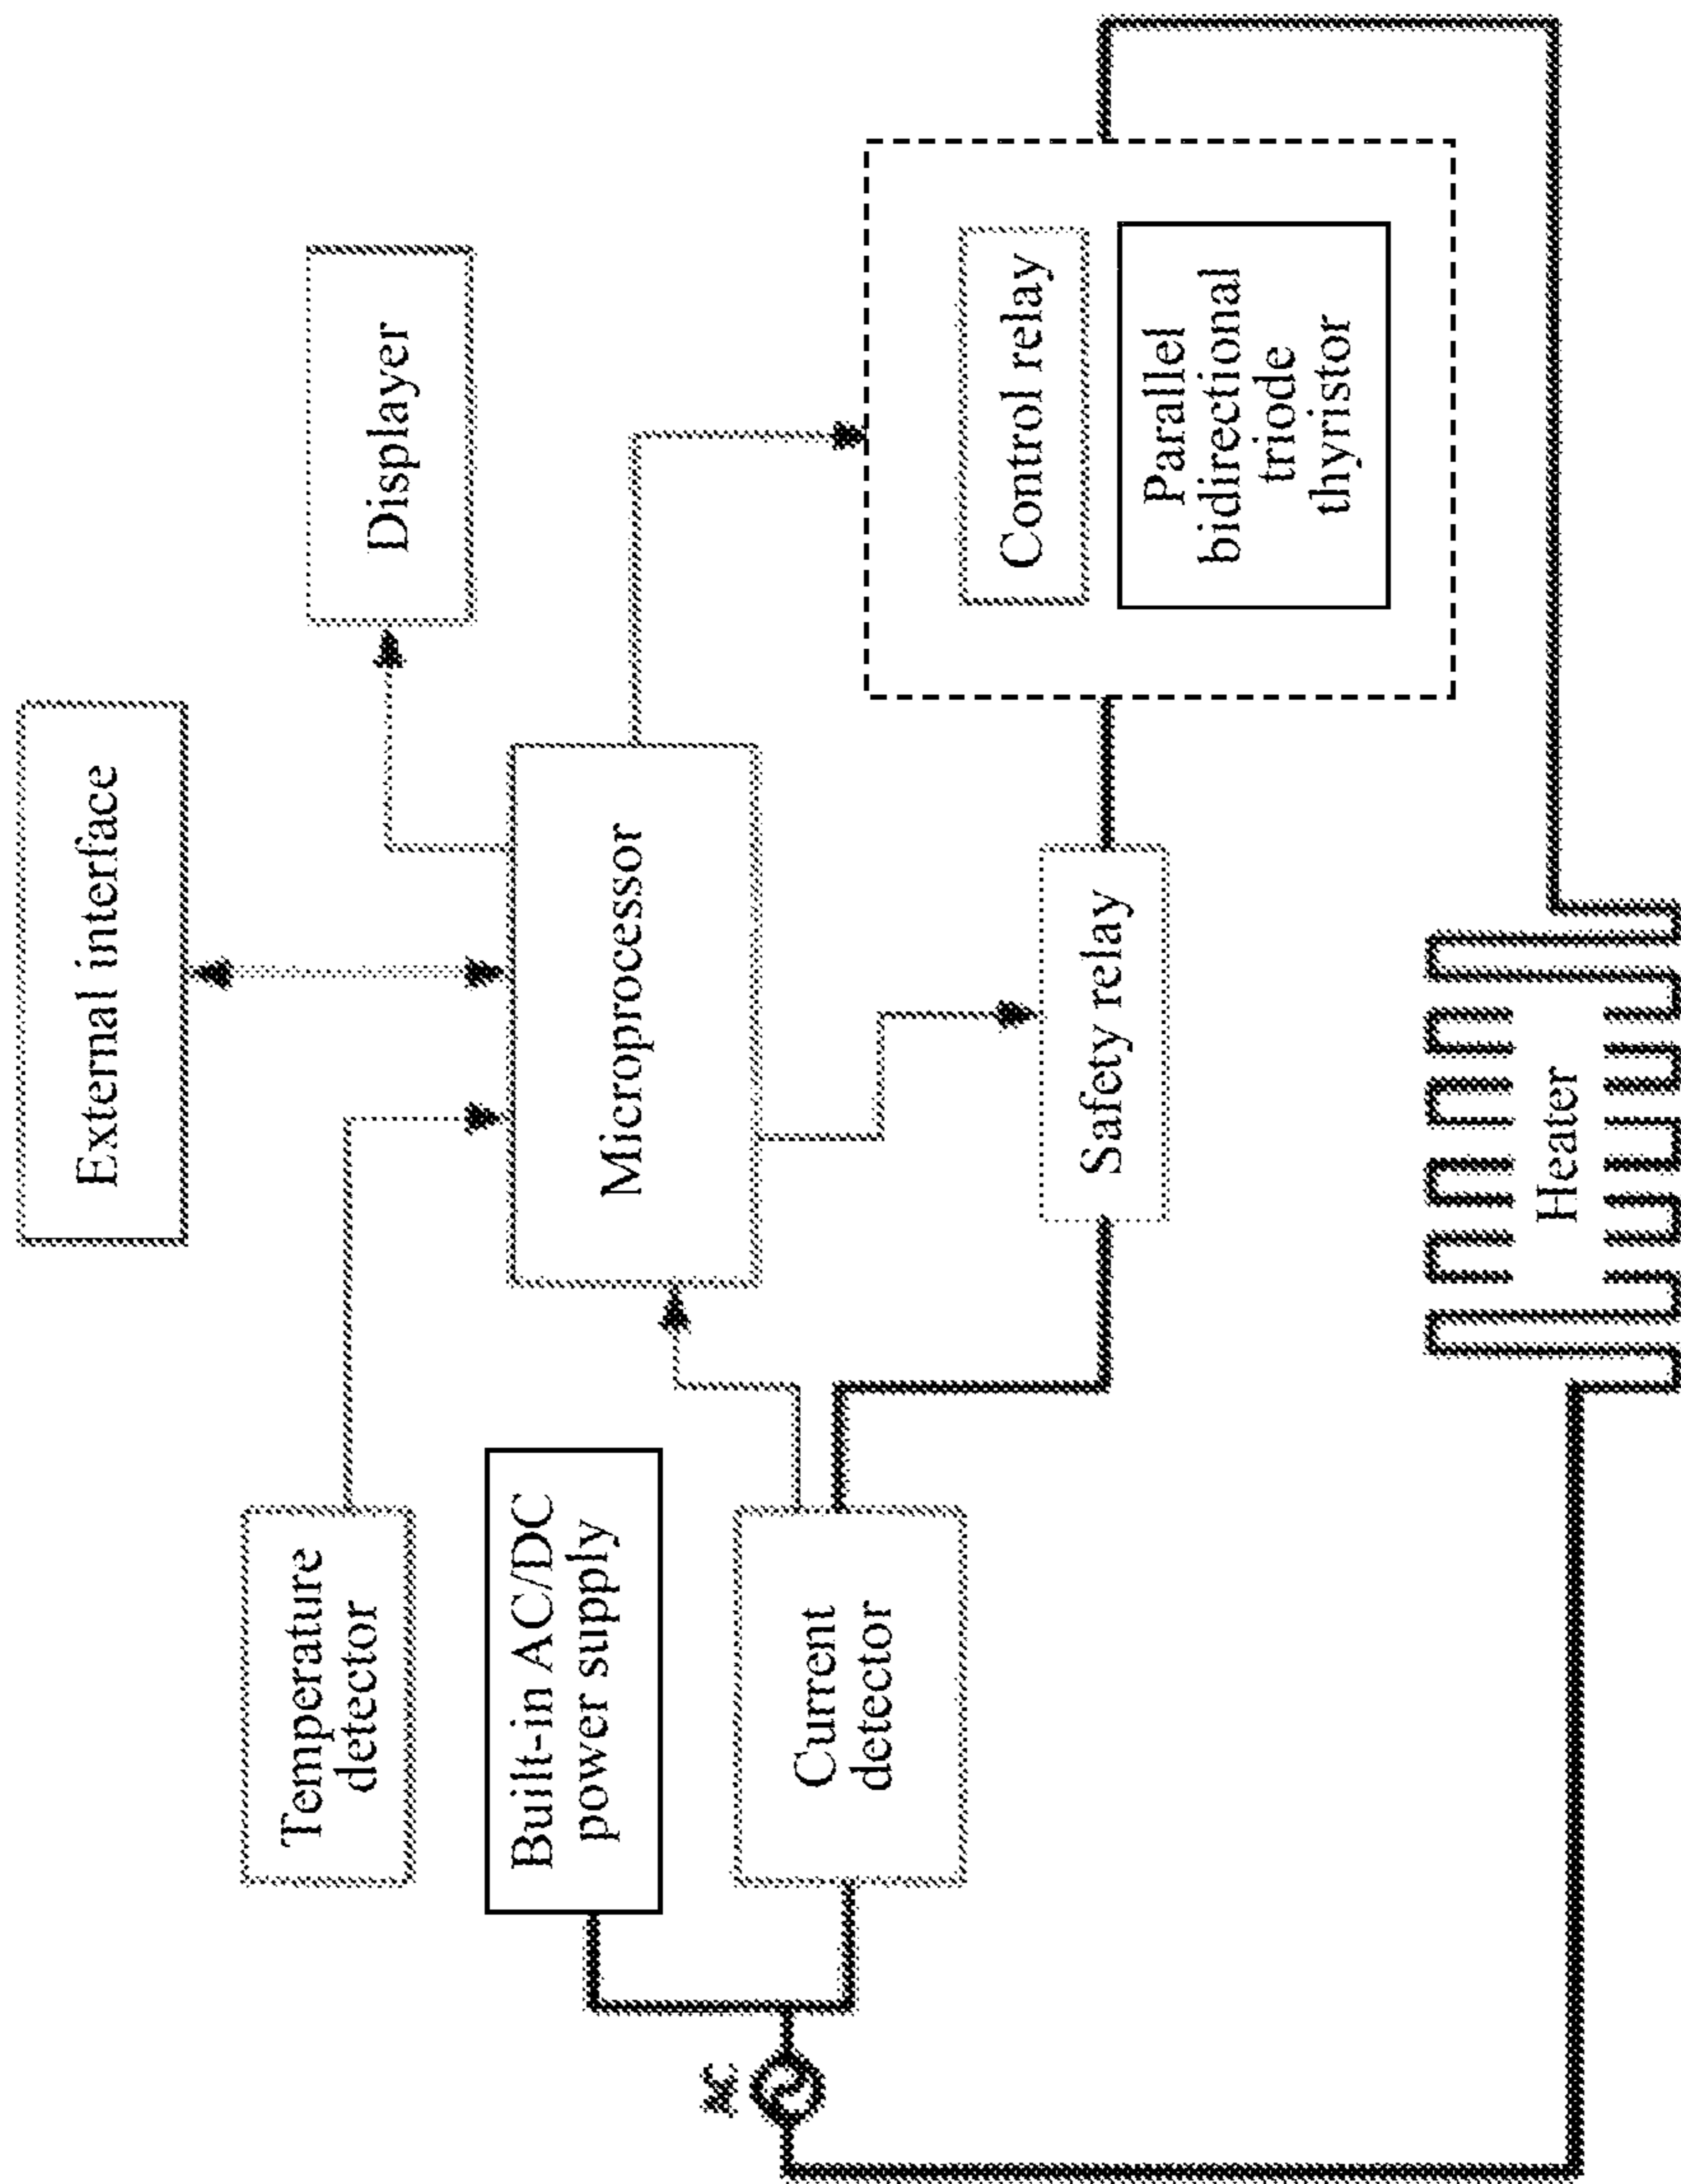 External interface
Temperature
detector
Displayer
Built-in AC/DC
power supply
Microprocessor
Current
detector
Safety relay
Control relay
Parallel
bidirectional
triode
thyristor
Heater